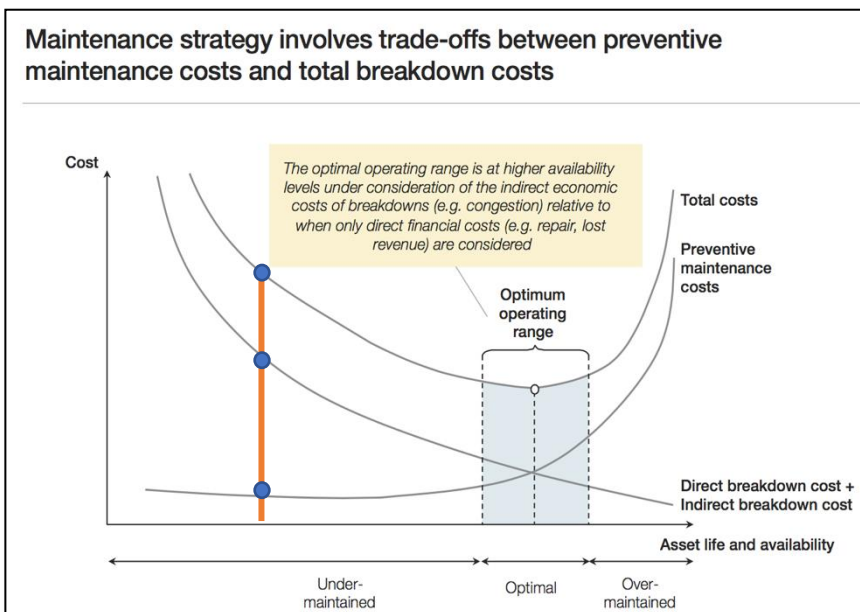 Maintenance strategy involves trade-offs between preventive
maintenance costs and total breakdown costs
Cost
The optimal operating range is at higher availability
levels under consideration of the indirect economic
costs of breakdowns (e.g. congestion) relative to
when only direct financial costs (e.g. repair, lost
revenue) are considered
Total costs
Preventive
maintenance
costs
Optimum
operating
range
Direct breakdown cost +
Indirect breakdown cost
Asset life and availability
Under-
maintained
Optimal
Over-
maintained